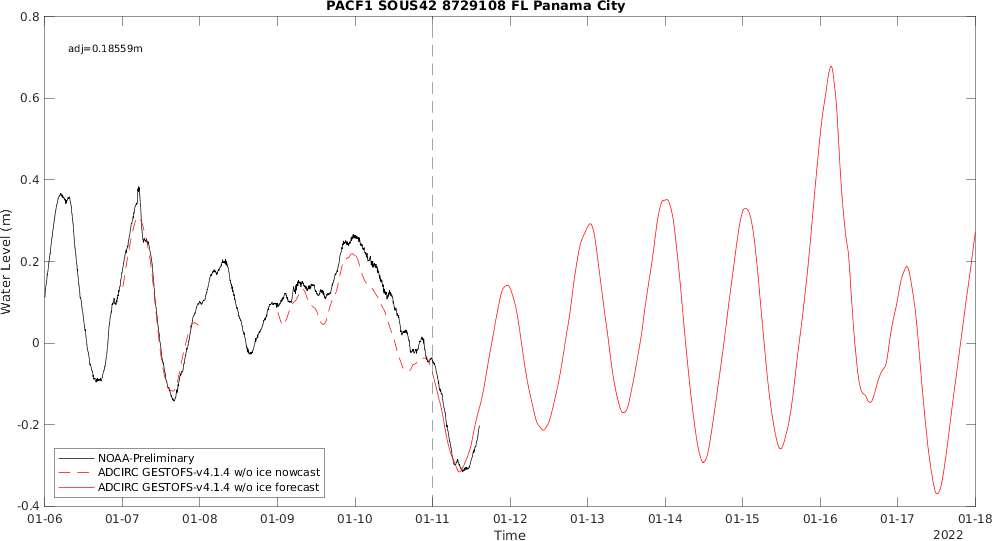 PACF1 SOUS42 8729108 FL Panama City
adj=0.18559m
Water Level (m)
0.8
0.6
0.4
0.2
0
-0.2
-0.4
NOAA-Preliminary
ADCIRC GESTOFS-v4.1.4 w/o ice nowcast
ADCIRC GESTOFS-v4.1.4 w/o ice forecast
01-06 01-07 01-08 01-09 01-10 01-11 01-12 01-13 01-14 01-15 01-16 01-17 01-18
Time
2022